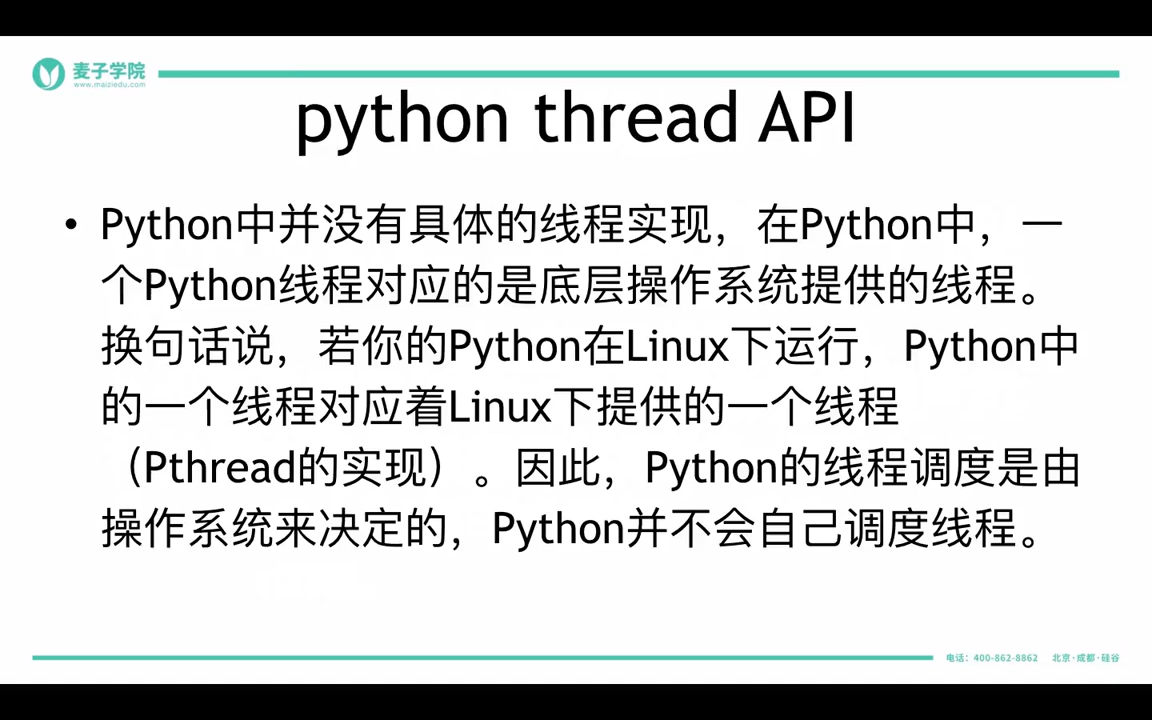 麦子学院
www.maiziedu.com
python thread API
• Python中并没有具体的线程实现，在Python中，一
个Python线程对应的是底层操作系统提供的线程。
换句话说，若你的Python在Linux下运行，Python中
的一个线程对应着Linux下提供的一个线程
（Pthread的实现）。因此，Python的线程调度是由
操作系统来决定的，Python并不会自己调度线程。
电话：400-862-8862 北京·成都·硅谷